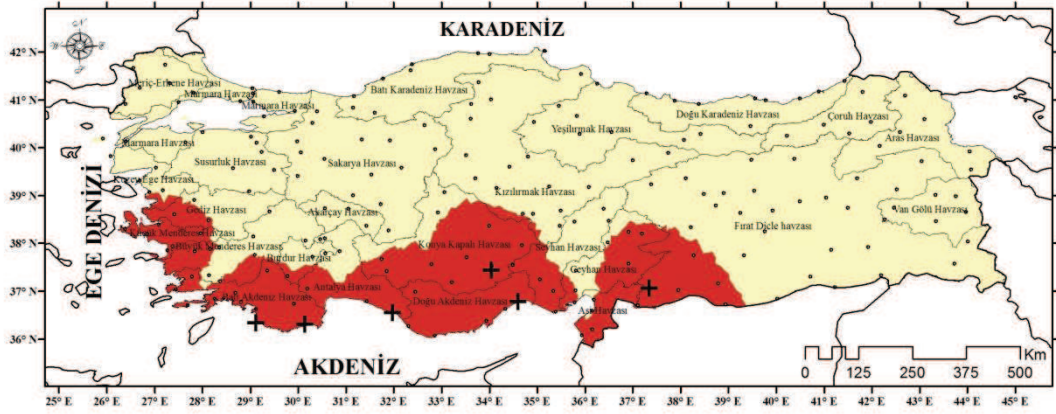 KARADENİZ
42° N
41° N
40° N
39° N
38° N
37° N
36° N
Meriç-Ergene Havzası
Marmara Havzası
Marmara Havzası
Batı Karadeniz Havzası
Doğu Karadeniz Havzası
Çoruh Havzası
Yeşilırmak Havzası
Aras Havzası
Marmara Havzası
Susurluk Havzası
Sakarya Havzası
Kuzey Ege Havzası
Kızılırmak Havzası
Gediz Havzası
Akarçay Havzası
Van Gölü Havzası
Fırat Dicle havzası
Küçük Menderes Havzası
Büyük Menderes Havzası
Konya Kapalı Havzası
Seyhan Havzası
Burdur Havzası
Ceyhan Havzası
Antalya Havzası
Batı Akdeniz Havzası
Doğu Akdeniz Havzası
Asi Havzası
EGE DENİZİ
AKDENİZ
Km
0 125 250 375 500
25° E 26° E 27° E 28° E 29° E 30° E 31° E 32° E 33° E 34° E 35° E 36° E 37° E 38° E 39° E 40° E 41° E 42° E 43° E 44° E 45° E